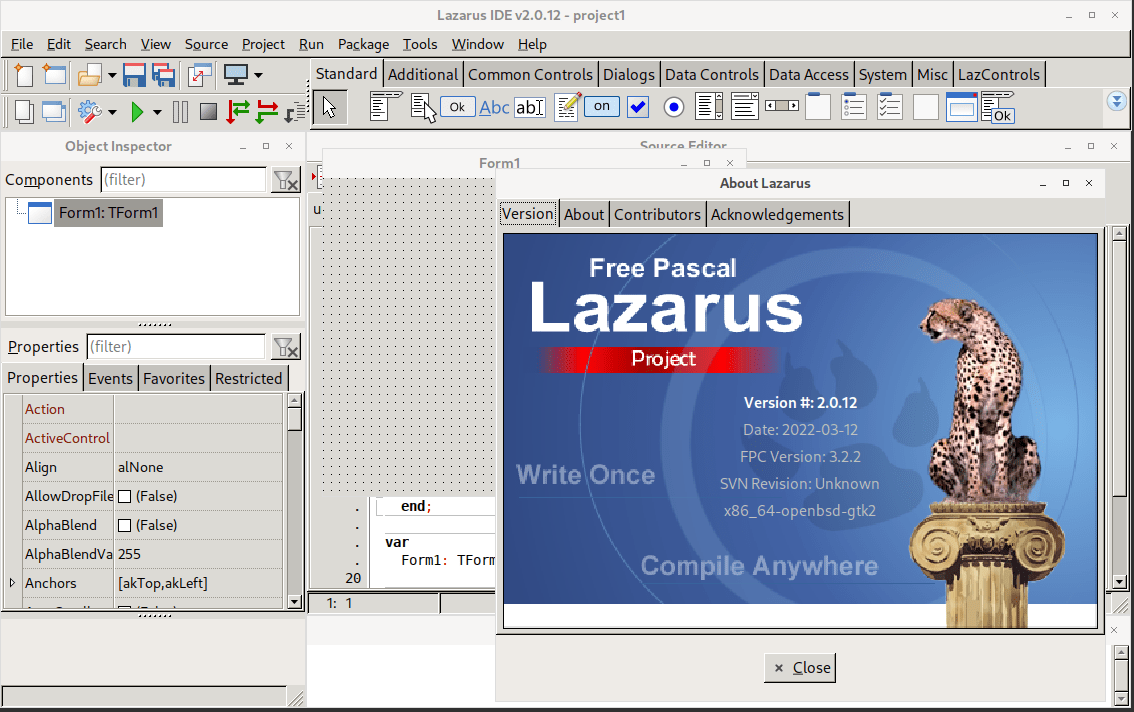 Lazarus IDE v2.0.12 - project1
File Edit Search View Source Project Run Package Tools Window Help
Standard Additional Common Controls Dialogs Data Controls Data Access System Misc LazControls
Ok Abc ab on Ok
Object Inspector
Source Editor
Form1
Components (filter)
Form1: TForm1
Properties (filter)
Properties Events Favorites Restricted
Action
ActiveControl
Align alNone
AllowDropFile (False)
AlphaBlend (False)
AlphaBlendVa 255
Anchors [akTop,akLeft]
u
end;
var
Form1: TForm
20
1: 1
About Lazarus
Version About Contributors Acknowledgements
Free Pascal
Lazarus
Project
Version #: 2.0.12
Date: 2022-03-12
FPC Version: 3.2.2
SVN Revision: Unknown
x86_64-openbsd-gtk2
Write Once
Compile Anywhere
Close